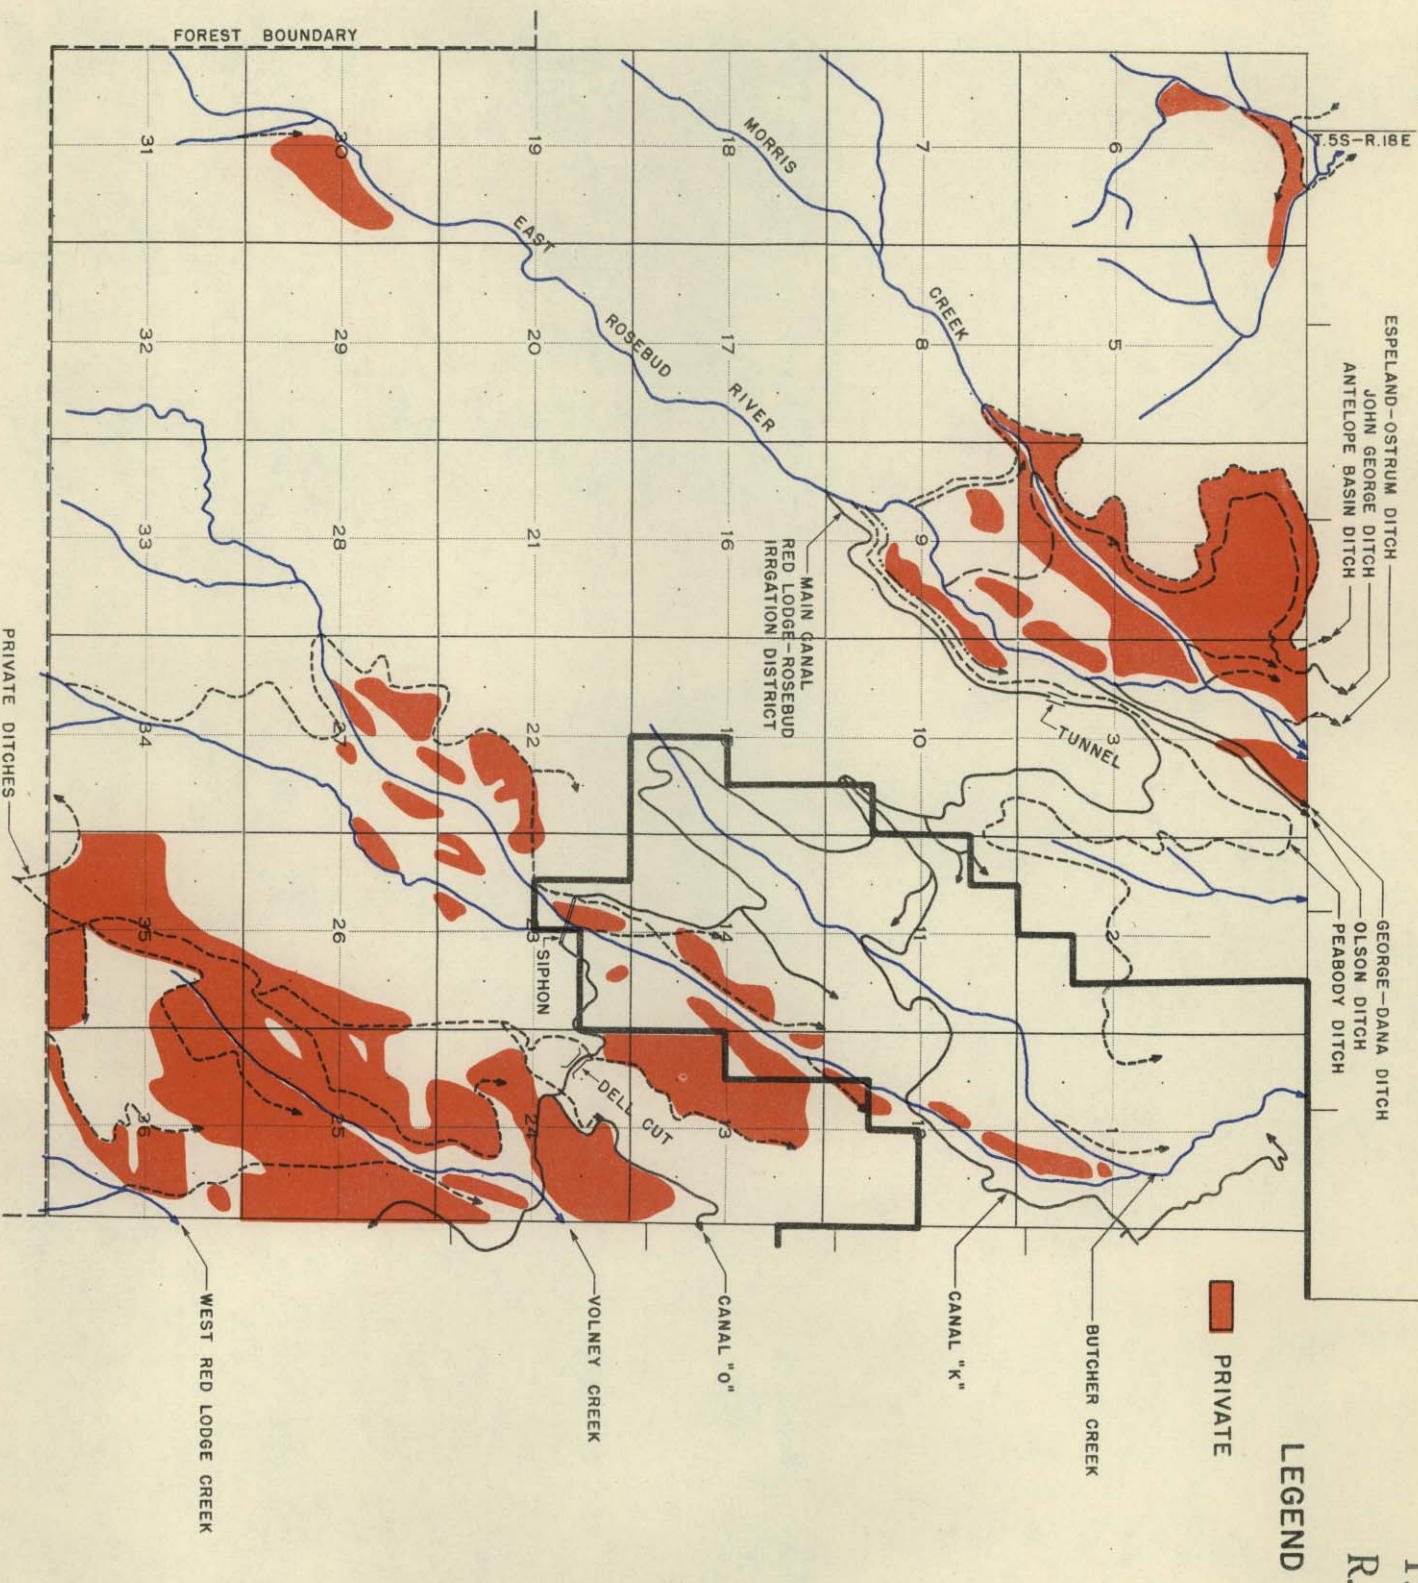 FOREST BOUNDARY
T.5S-R.18E
6
7
18
19
30
31
MORRIS
CREEK
EAST
ROSEBUD
RIVER
5
8
17
20
29
32
ESPELAND-OSTRUM DITCH
JOHN GEORGE DITCH
ANTELOPE BASIN DITCH
9
16
21
28
33
MAIN CANAL
RED LODGE-ROSEBUD
IRRGATION DISTRICT
TUNNEL
3
10
22
27
34
GEORGE-DANA DITCH
OLSON DITCH
PEABODY DITCH
2
11
14
23
26
35
SIPHON
PRIVATE DITCHES
DELL CUT
1
12
13
24
25
36
WEST RED LODGE CREEK
VOLNEY CREEK
CANAL "O"
CANAL "K"
BUTCHER CREEK
LEGEND
PRIVATE
R.